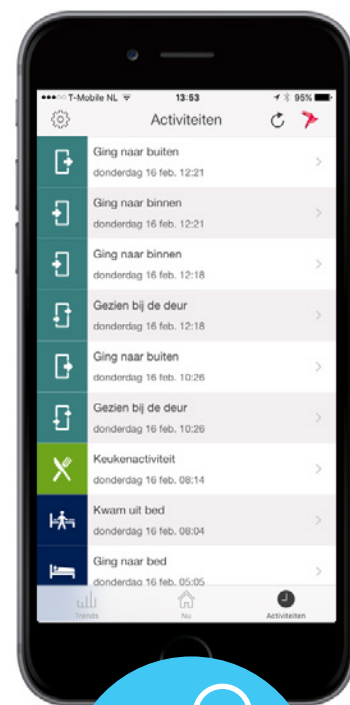 T-Mobile NL 13:53 95%
Activiteiten
Ging naar buiten
donderdag 16 feb. 12:21
Ging naar binnen
donderdag 16 feb. 12:21
Ging naar binnen
donderdag 16 feb. 12:18
Gezien bij de deur
donderdag 16 feb. 12:18
Ging naar buiten
donderdag 16 feb. 10:26
Gezien bij de deur
donderdag 16 feb. 10:26
Keukenactiviteit
donderdag 16 feb. 08:14
Kwam uit bed
donderdag 16 feb. 08:04
Ging naar bed
donderdag 16 feb. 05:05
Trends Nu Activiteiten